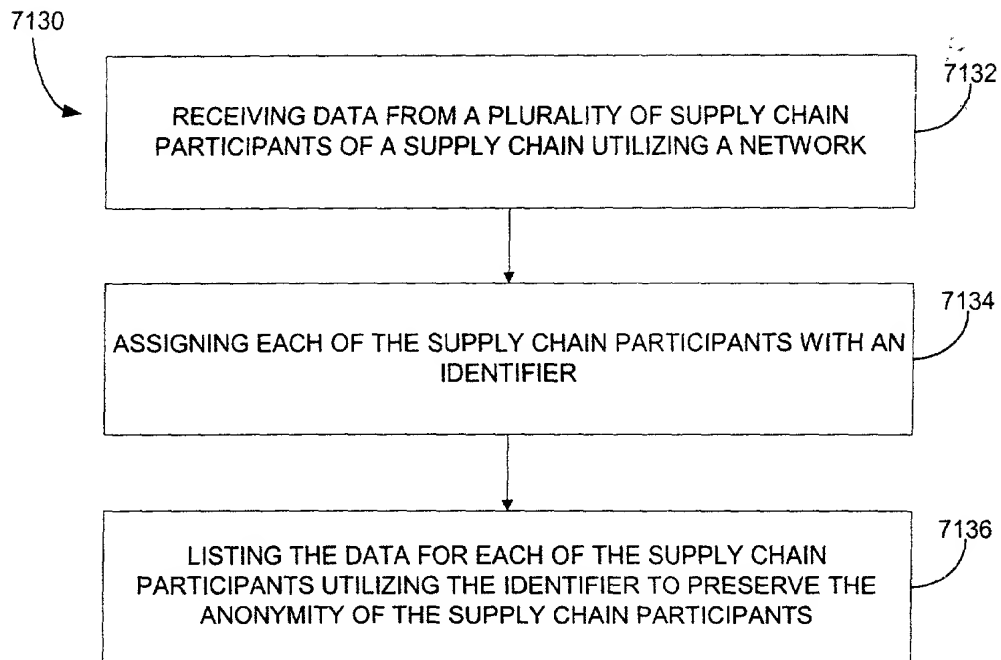 7130
7132
RECEIVING DATA FROM A PLURALITY OF SUPPLY CHAIN
PARTICIPANTS OF A SUPPLY CHAIN UTILIZING A NETWORK
7134
ASSIGNING EACH OF THE SUPPLY CHAIN PARTICIPANTS WITH AN
IDENTIFIER
7136
LISTING THE DATA FOR EACH OF THE SUPPLY CHAIN
PARTICIPANTS UTILIZING THE IDENTIFIER TO PRESERVE THE
ANONYMITY OF THE SUPPLY CHAIN PARTICIPANTS